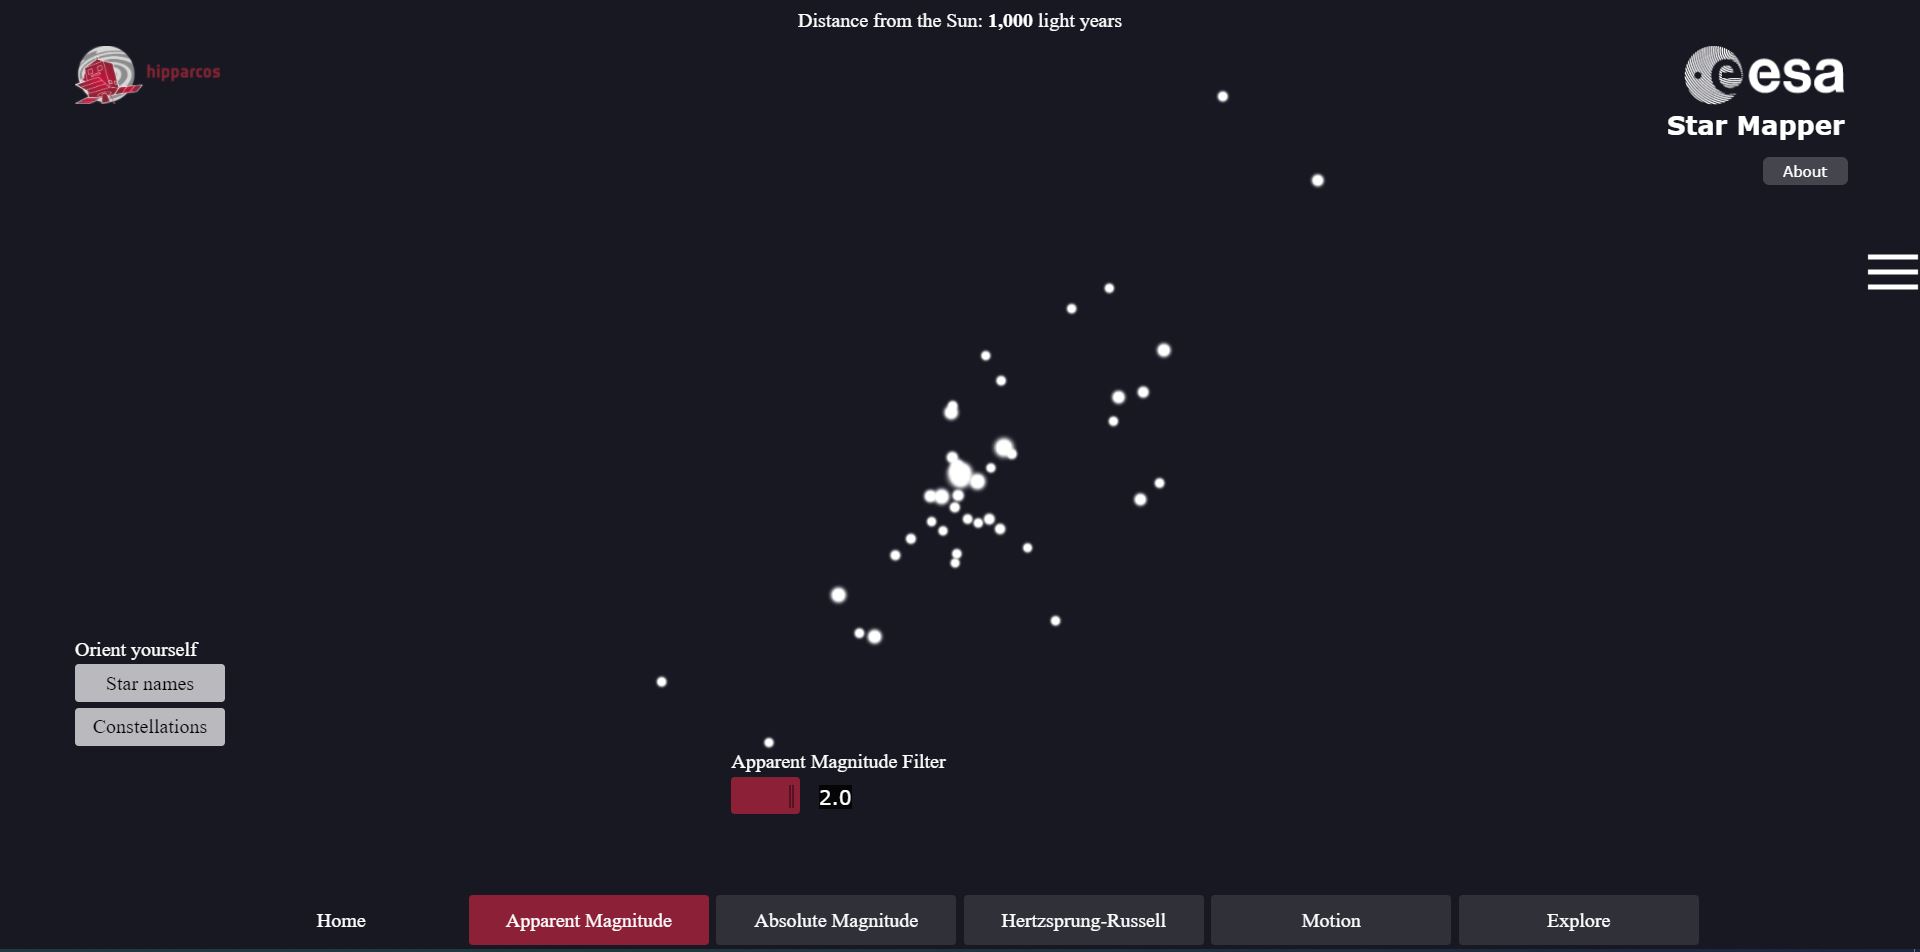 Distance from the Sun: 1,000 light years
hipparcos
esa
Star Mapper
About
Orient yourself
Star names
Constellations
Apparent Magnitude Filter
2.0
Home
Apparent Magnitude
Absolute Magnitude
Hertzsprung-Russell
Motion
Explore